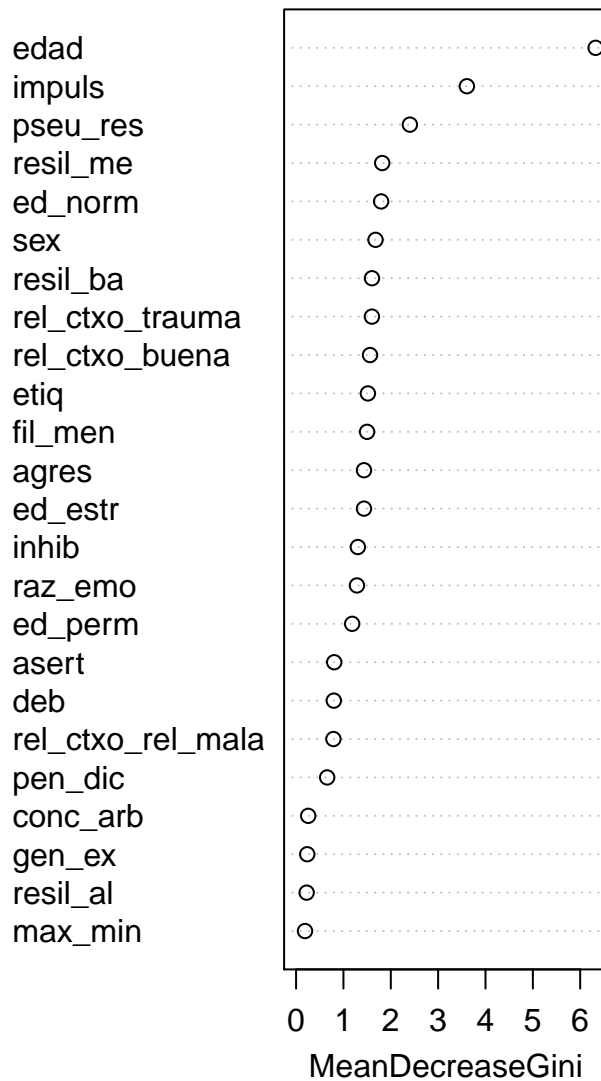 edad
impuls
pseu_res
resil_me
ed_norm
sex
resil_ba
rel_ctxo_trauma
rel_ctxo_buena
etiq
fil_men
agres
ed_estr
inhib
raz_emo
ed_perm
asert
deb
rel_ctxo_rel_mala
pen_dic
conc_arb
gen_ex
resil_al
max_min
0 1 2 3 4 5 6
MeanDecreaseGini